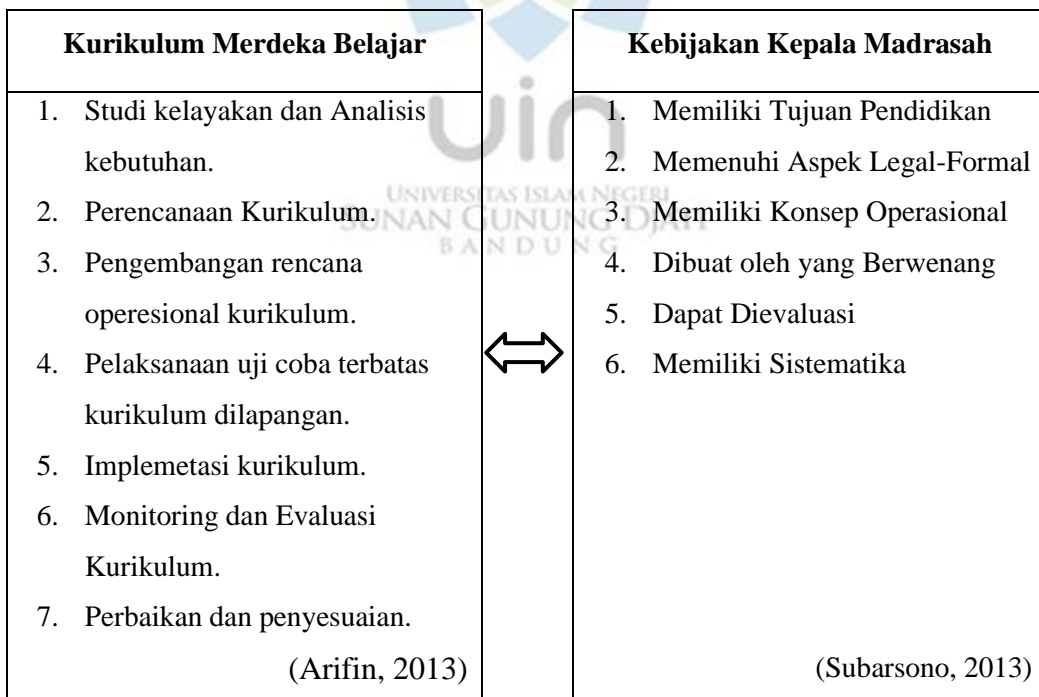 Kurikulum Merdeka Belajar
1. Studi kelayakan dan Analisis
kebutuhan.
2. Perencanaan Kurikulum.
3. Pengembangan rencana
operesional kurikulum.
4. Pelaksanaan uji coba terbatas
kurikulum dilapangan.
5. Implemetasi kurikulum.
6. Monitoring dan Evaluasi
Kurikulum.
7. Perbaikan dan penyesuaian.
(Arifin, 2013)
Kebijakan Kepala Madrasah
1. Memiliki Tujuan Pendidikan
2. Memenuhi Aspek Legal-Formal
3. Memiliki Konsep Operasional
4. Dibuat oleh yang Berwenang
5. Dapat Dievaluasi
6. Memiliki Sistematika
(Subarsono, 2013)
uin
UNIVERSITAS ISLAM NEGERI
SUNAN GUNUNG DJATI
BANDUNG